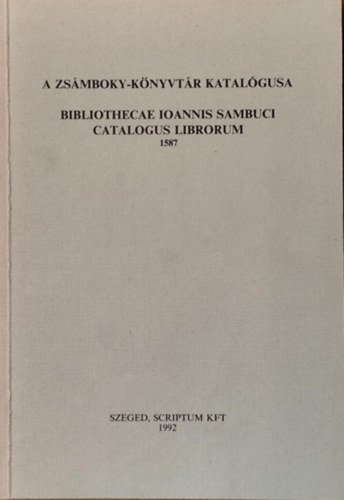 A ZSÁMBOKY-KÖNYVTÁR KATALÓGUSA
BIBLIOTHECAE IOANNIS SAMBUCI
CATALOGUS LIBRORUM
1587
SZEGED, SCRIPTUM KFT
1992